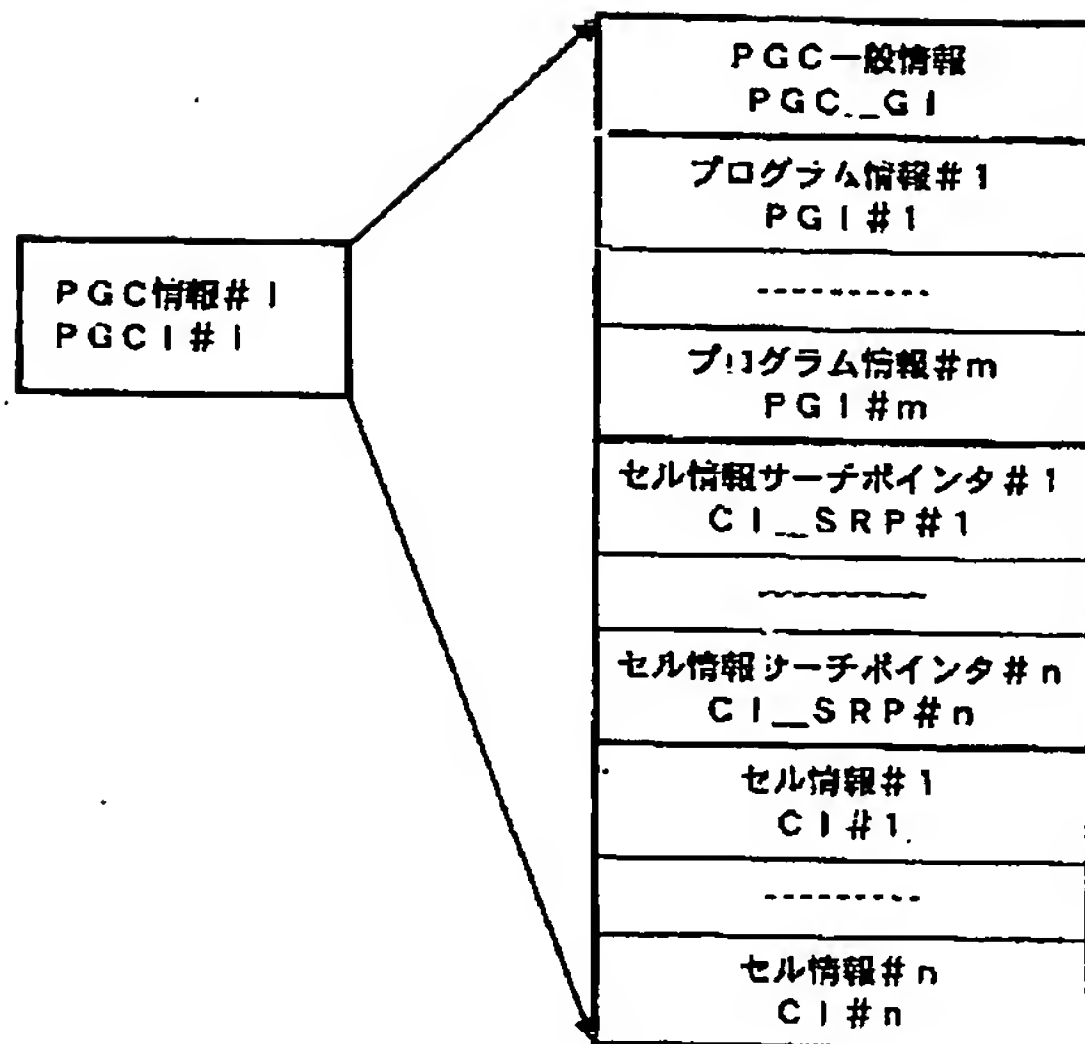 PGC情報#i
PGCI#i
PGC一般情報
PGC_GI
プログラム情報#1
PGI#1
プログラム情報#m
PGI#m
セル情報サーチポインタ#1
CI_SRP#1
セル情報サーチポインタ#n
CI_SRP#n
セル情報#1
CI#1
セル情報#n
CI#n